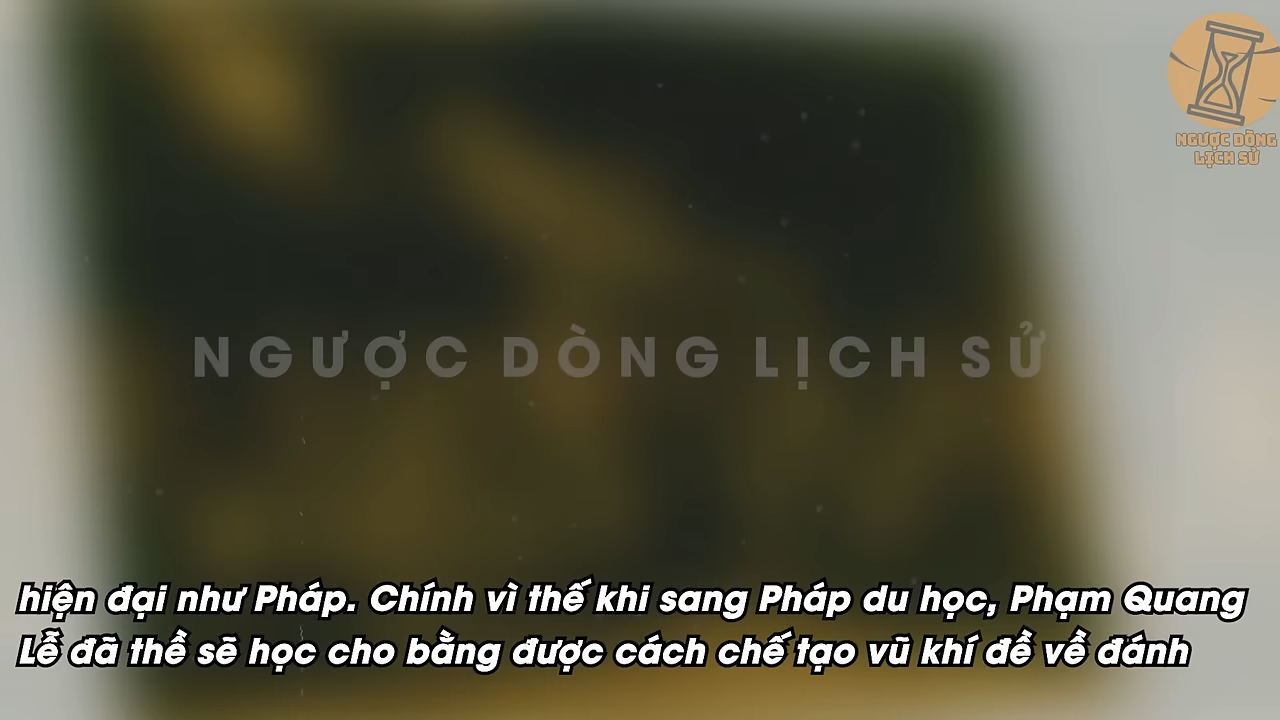 NGƯỢC DÒNG
LỊCH SỬ
NGƯỢC DÒNG LỊCH SỬ
hiện đại như Pháp. Chính vì thế khi sang Pháp du học, Phạm Quang
Lễ đã thề sẽ học cho bằng được cách chế tạo vũ khí đề về đánh